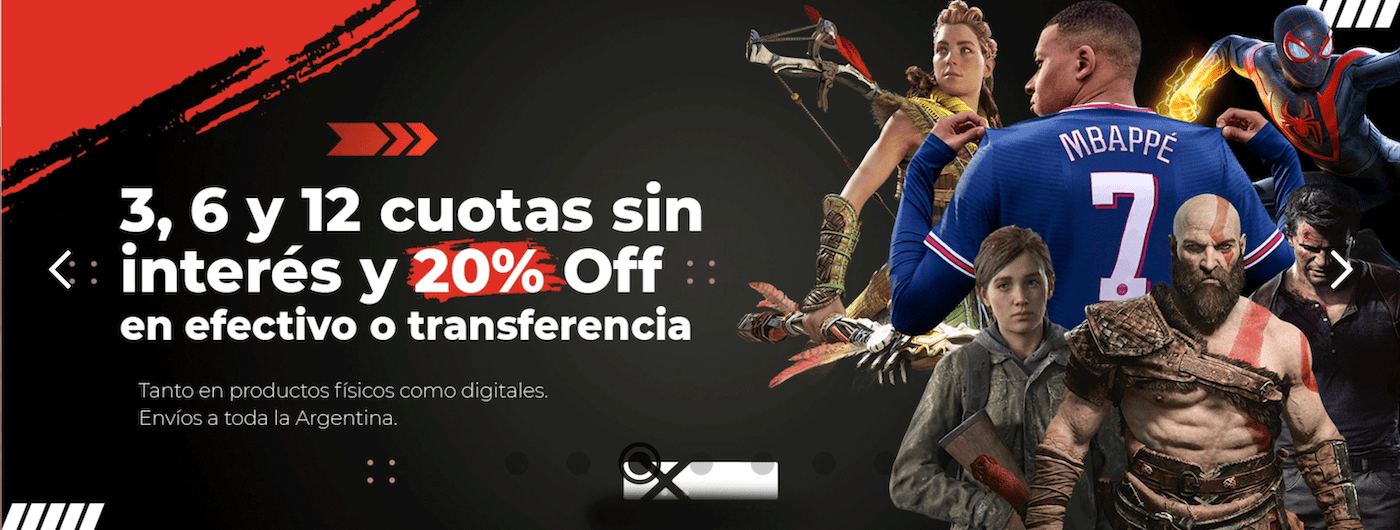 3, 6 y 12 cuotas sin
interés y 20% Off
en efectivo o transferencia
Tanto en productos físicos como digitales.
Envíos a toda la Argentina.
MBAPPÉ
7